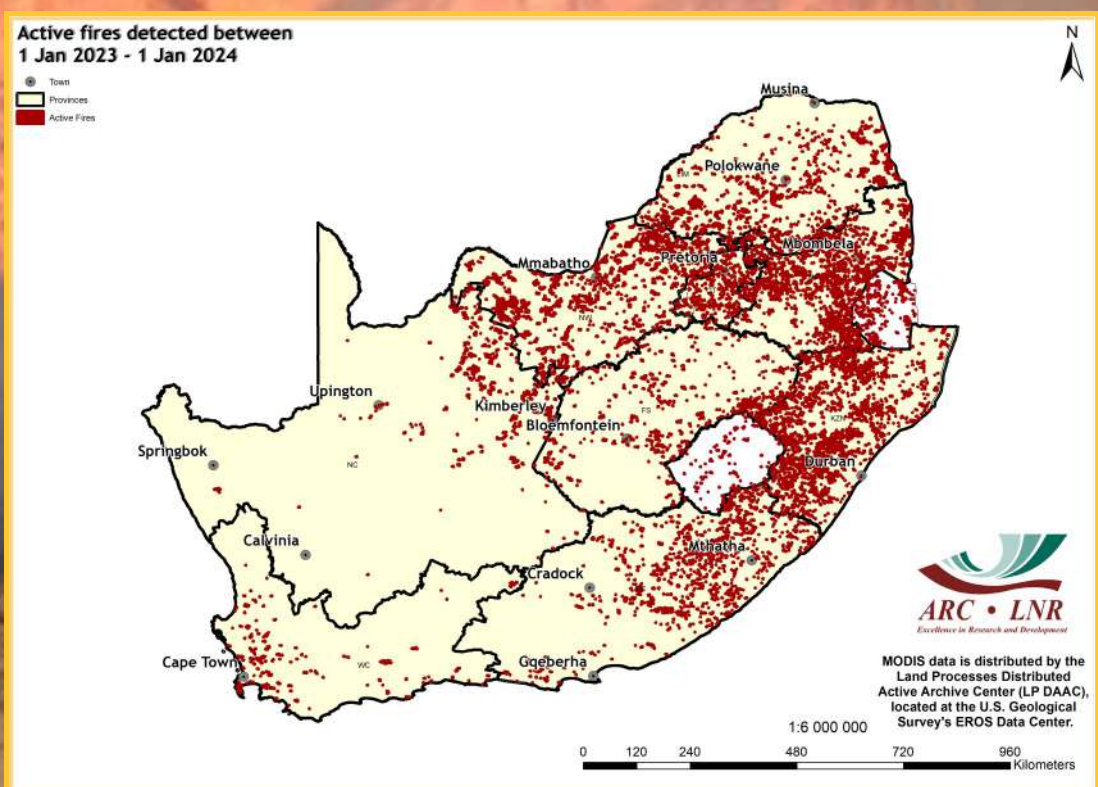 Active fires detected between
1 Jan 2023 - 1 Jan 2024
Town
Provinces
Active Fires
N
Musina
LIM
Polokwane
Mbombela
Pretoria
Mmabatho
NW
Upington
Kimberley
FS
Bloemfontein
KZN
Springbok
NC
Durban
Calvinia
Mthatha
Cradock
Cape Town
WC
Gqeberha
ARC • LNR
Excellence in Research and Development
MODIS data is distributed by the
Land Processes Distributed
Active Archive Center (LP DAAC),
located at the U.S. Geological
Survey's EROS Data Center.
1:6 000 000
0 120 240 480 720 960
Kilometers